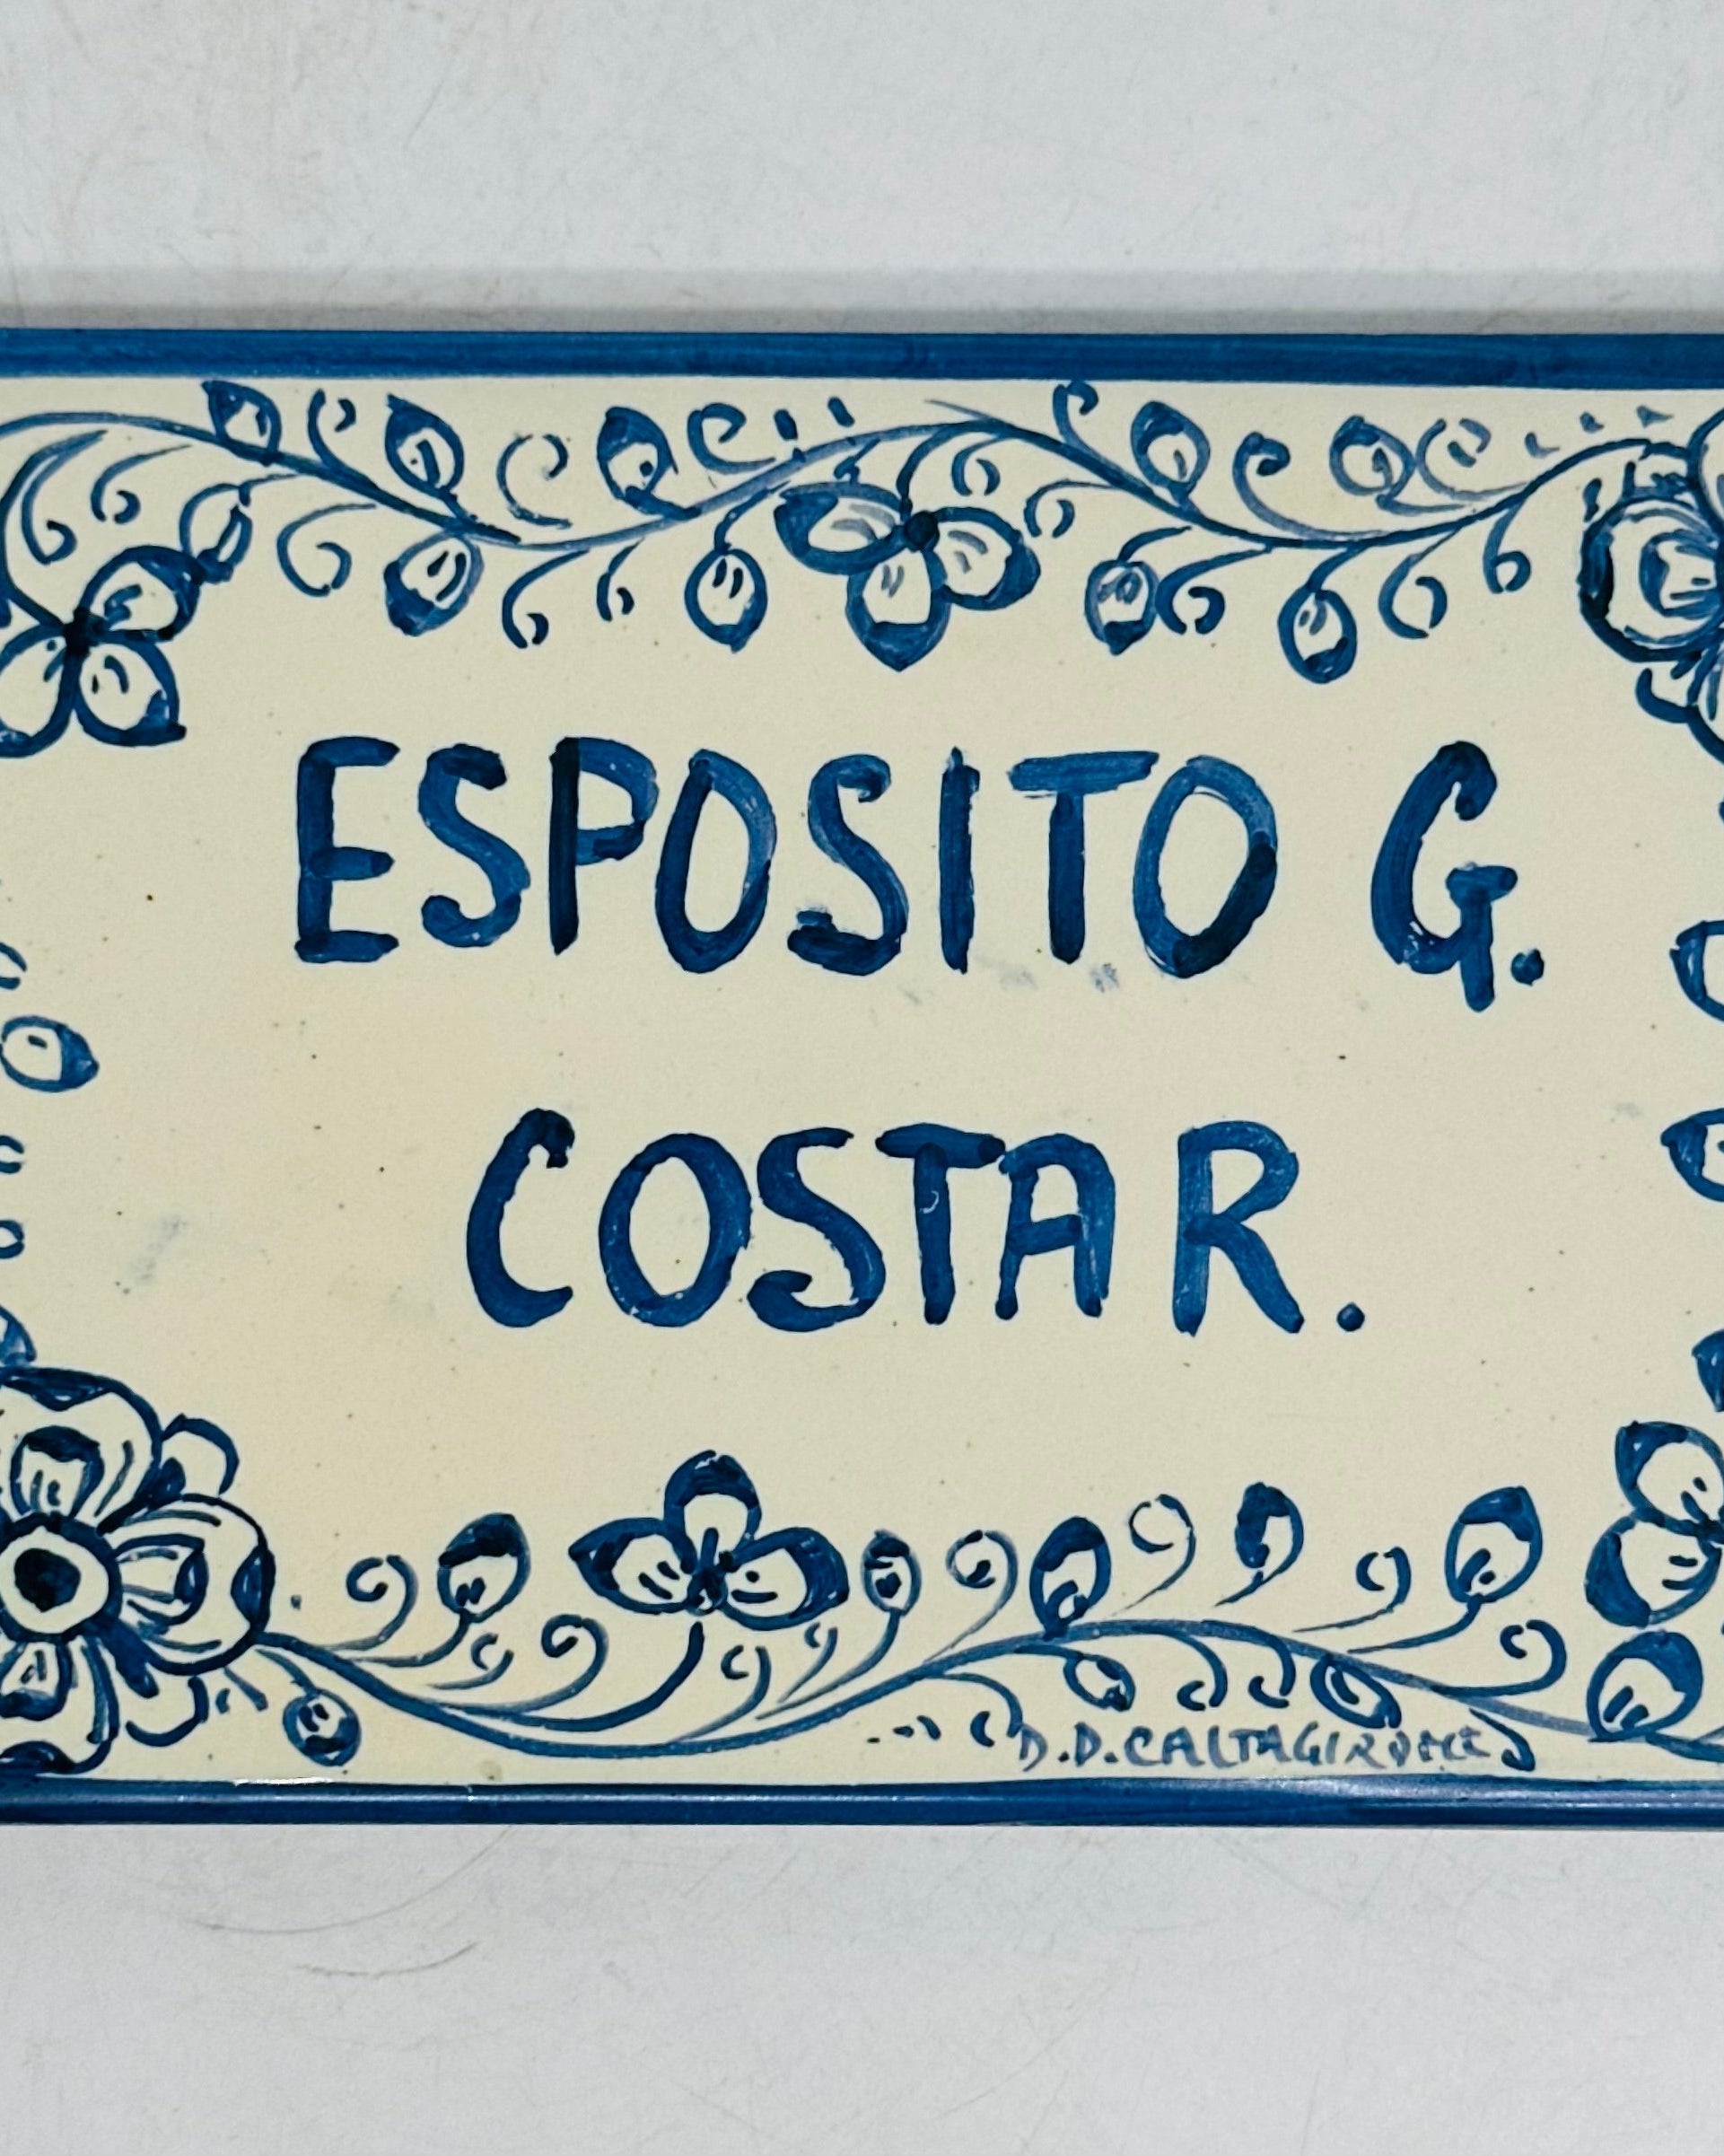 ESPOSITO G.
COSTA R.
D.D. CALTAGIRONE